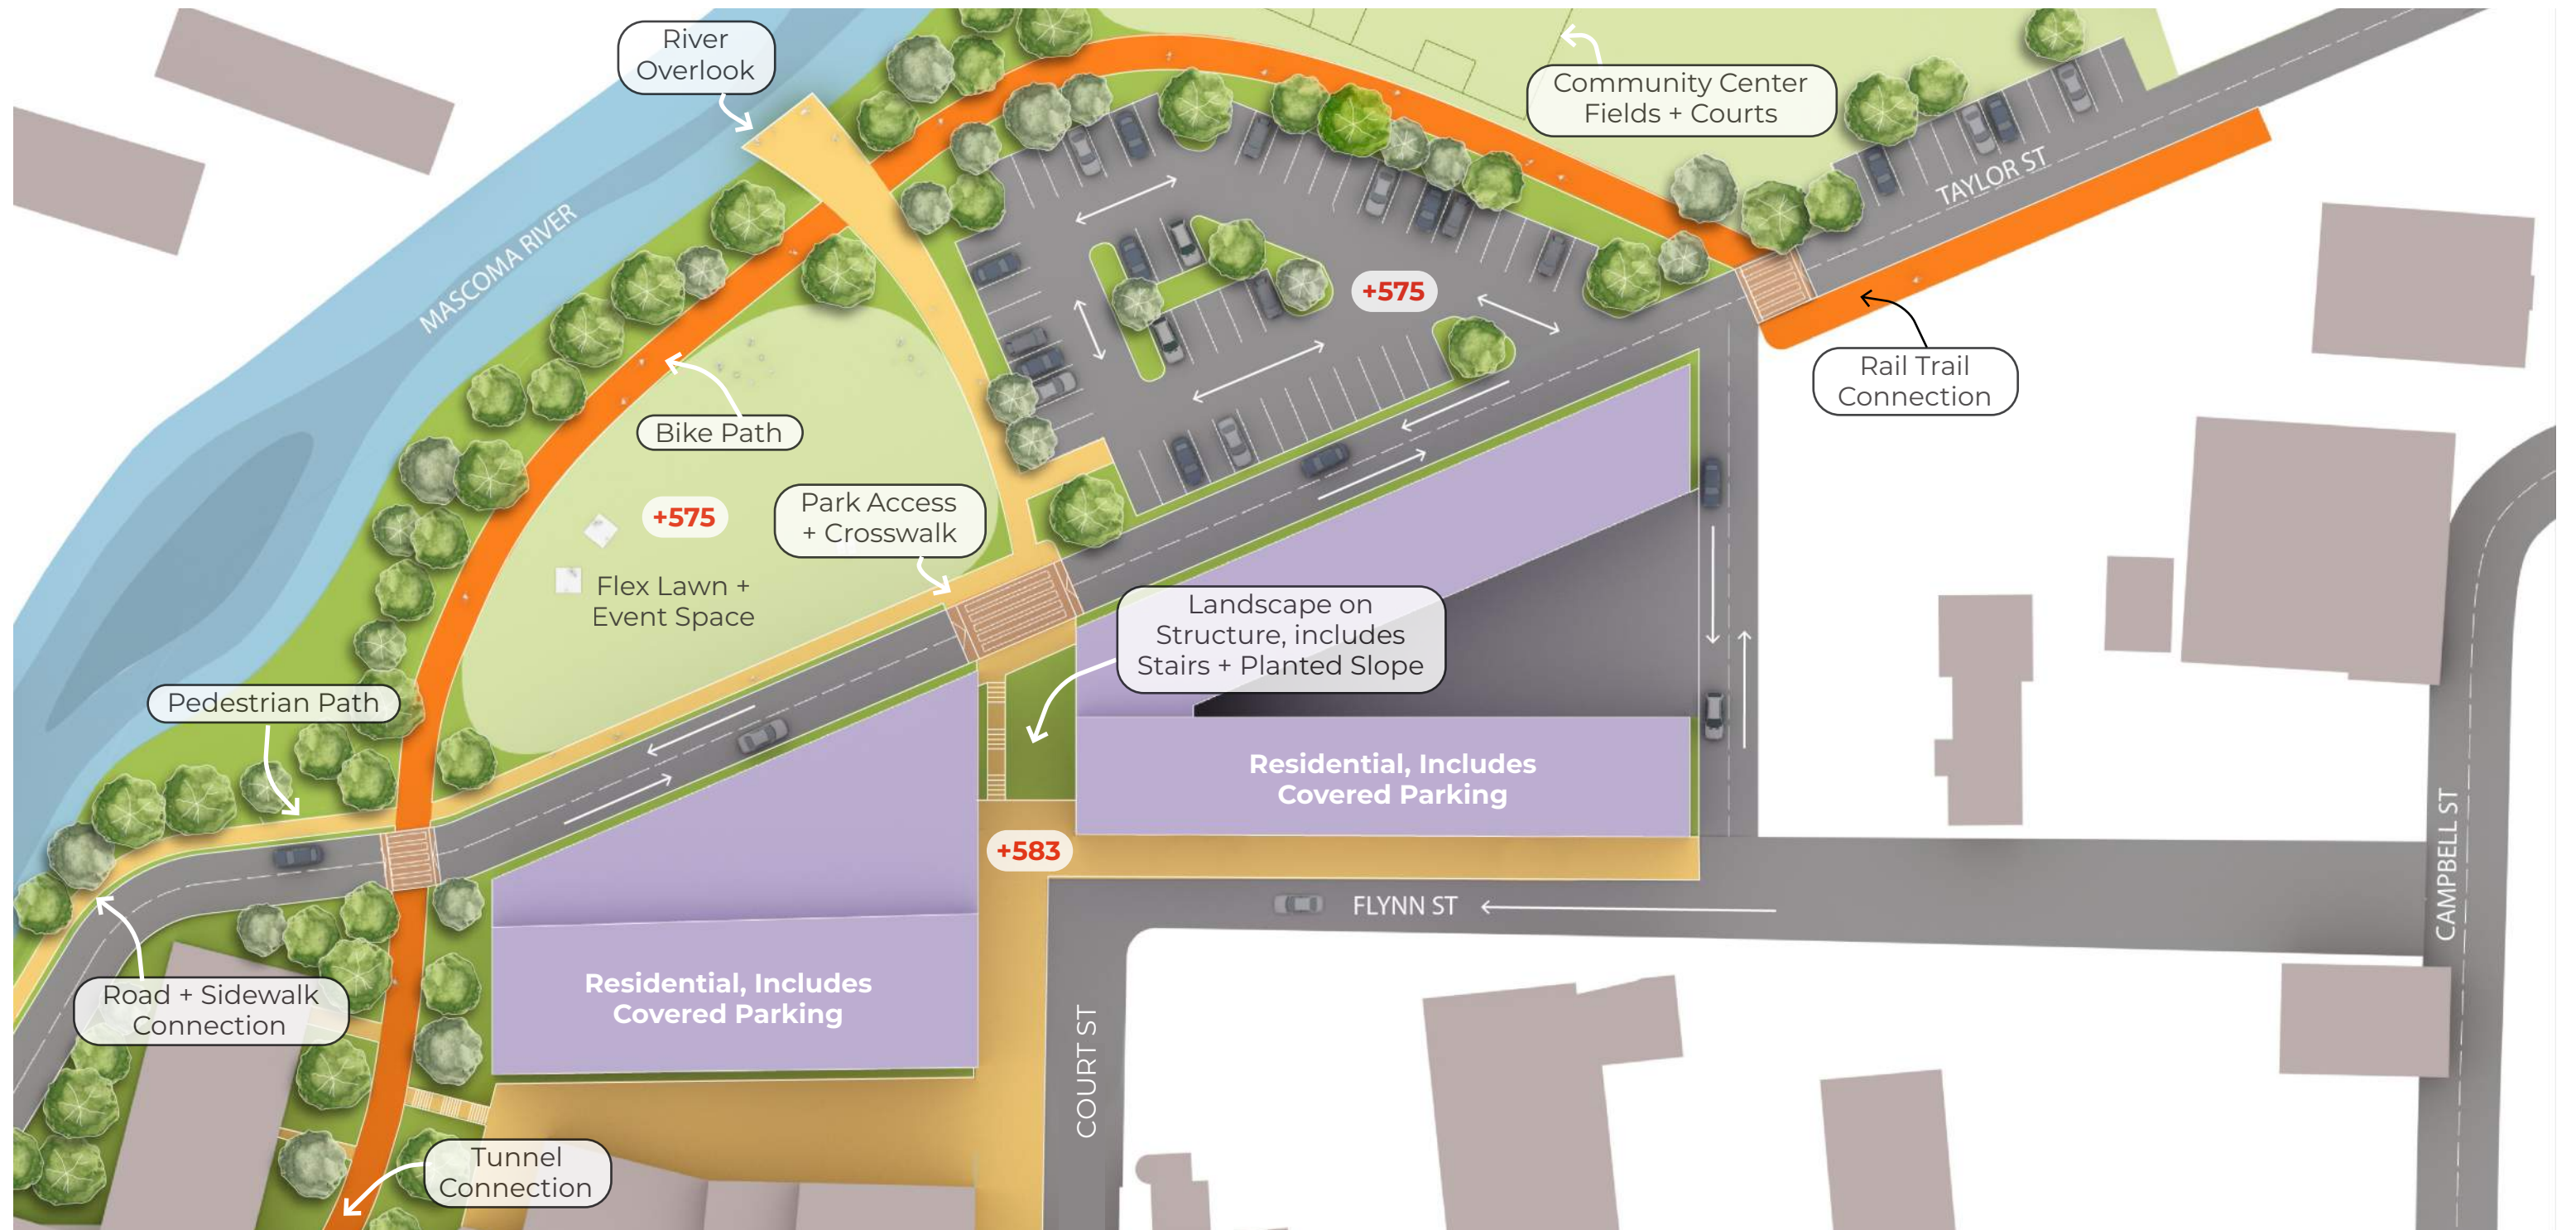 River
Overlook
Community Center
Fields + Courts
TAYLOR ST
MASCOMA RIVER
+575
Rail Trail
Connection
Bike Path
+575
Park Access
+ Crosswalk
Flex Lawn +
Event Space
Landscape on
Structure, includes
Stairs + Planted Slope
Pedestrian Path
Residential, Includes
Covered Parking
+583
FLYNN ST
CAMPBELL ST
Road + Sidewalk
Connection
Residential, Includes
Covered Parking
COURT ST
Tunnel
Connection